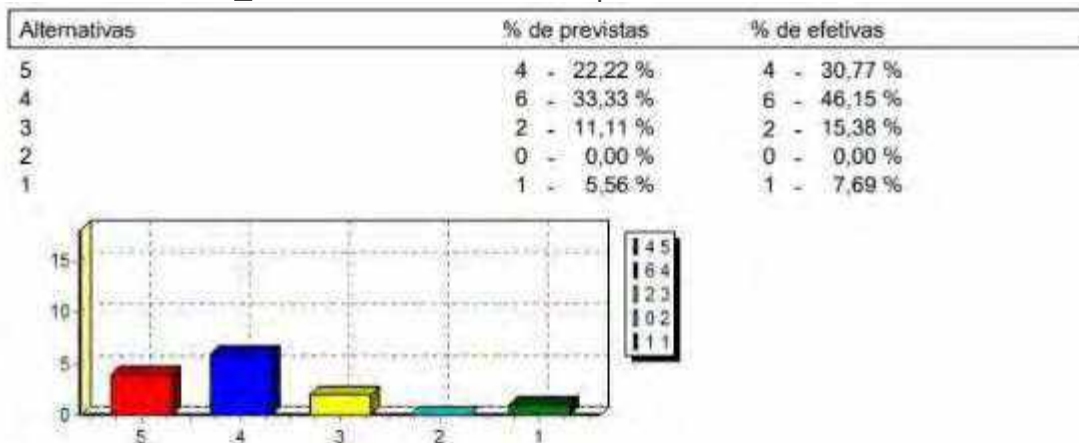 Alternativas % de previstas % de efetivas
5 4 - 22,22 % 4 - 30,77 %
4 6 - 33,33 % 6 - 46,15 %
3 2 - 11,11 % 2 - 15,38 %
2 0 - 0,00 % 0 - 0,00 %
1 1 - 5,56 % 1 - 7,69 %
15
10
5
0
5 4 3 2 1
4 5
6 4
2 3
0 2
1 1